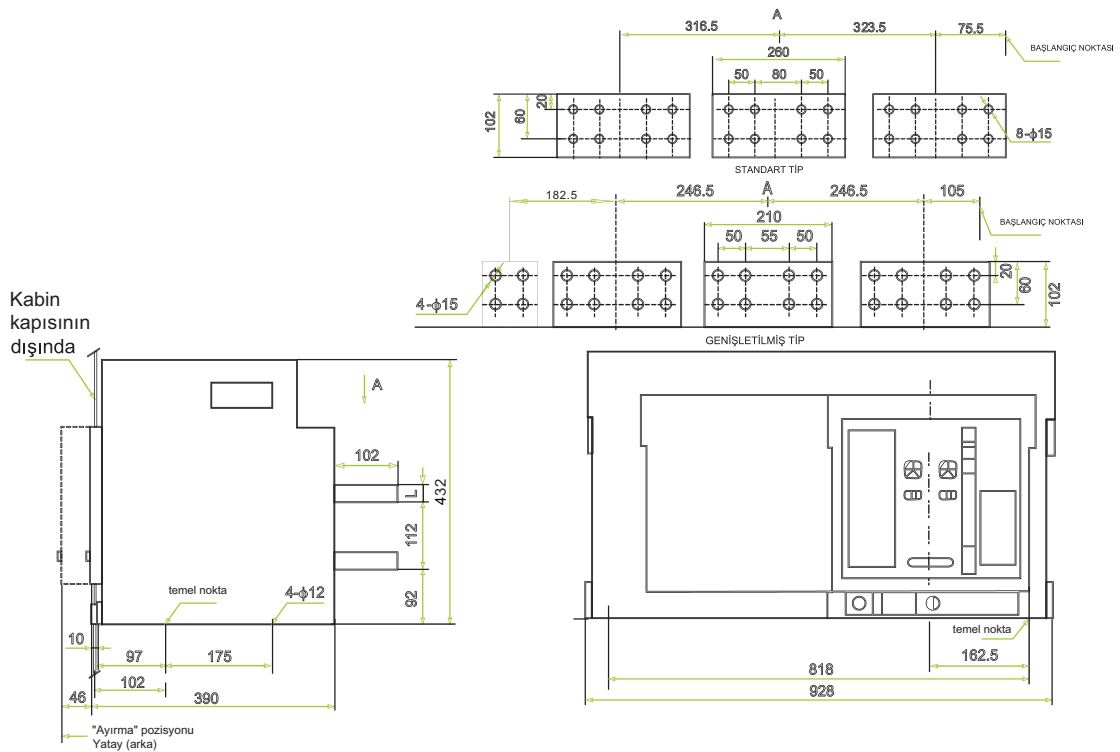 A
316.5
323.5
75.5
BAŞLANGIÇ NOKTASI
260
50
80
50
20
60
102
8-ϕ15
STANDART TİP
182.5
246.5
A
246.5
105
BAŞLANGIÇ NOKTASI
210
50
55
50
20
60
102
4-ϕ15
GENİŞLETİLMİŞ TİP
Kabin
kapısının
dışında
A
102
L
432
112
92
temel nokta
4-ϕ12
10
97
175
102
46
390
"Ayırma" pozisyonu
Yatay (arka)
temel nokta
162.5
818
928